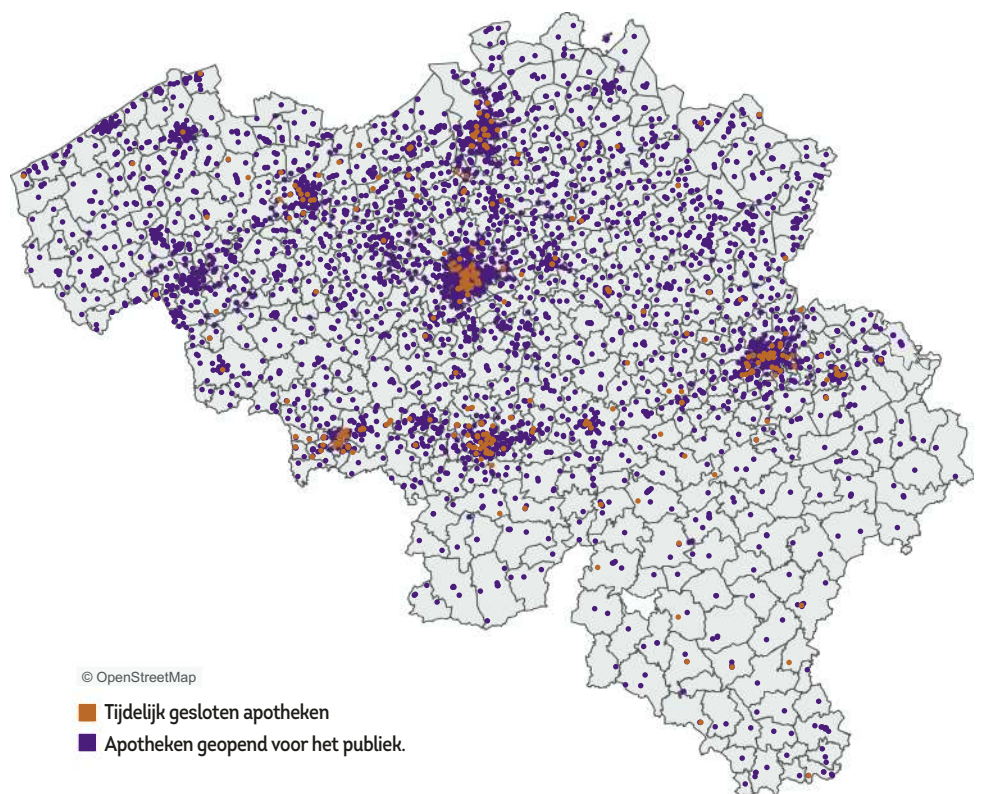 © OpenStreetMap
Tijdelijk gesloten apotheken
Apotheken geopend voor het publiek.